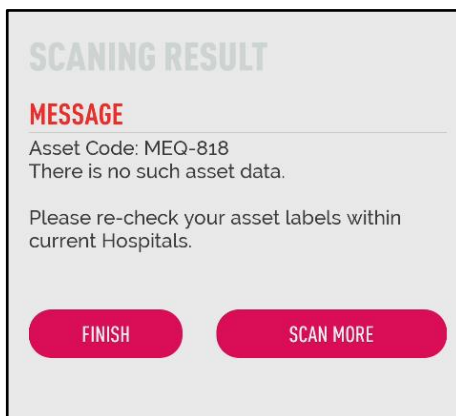 SCANING RESULT
MESSAGE
Asset Code: MEQ-818
There is no such asset data.
Please re-check your asset labels within
current Hospitals.
FINISH
SCAN MORE